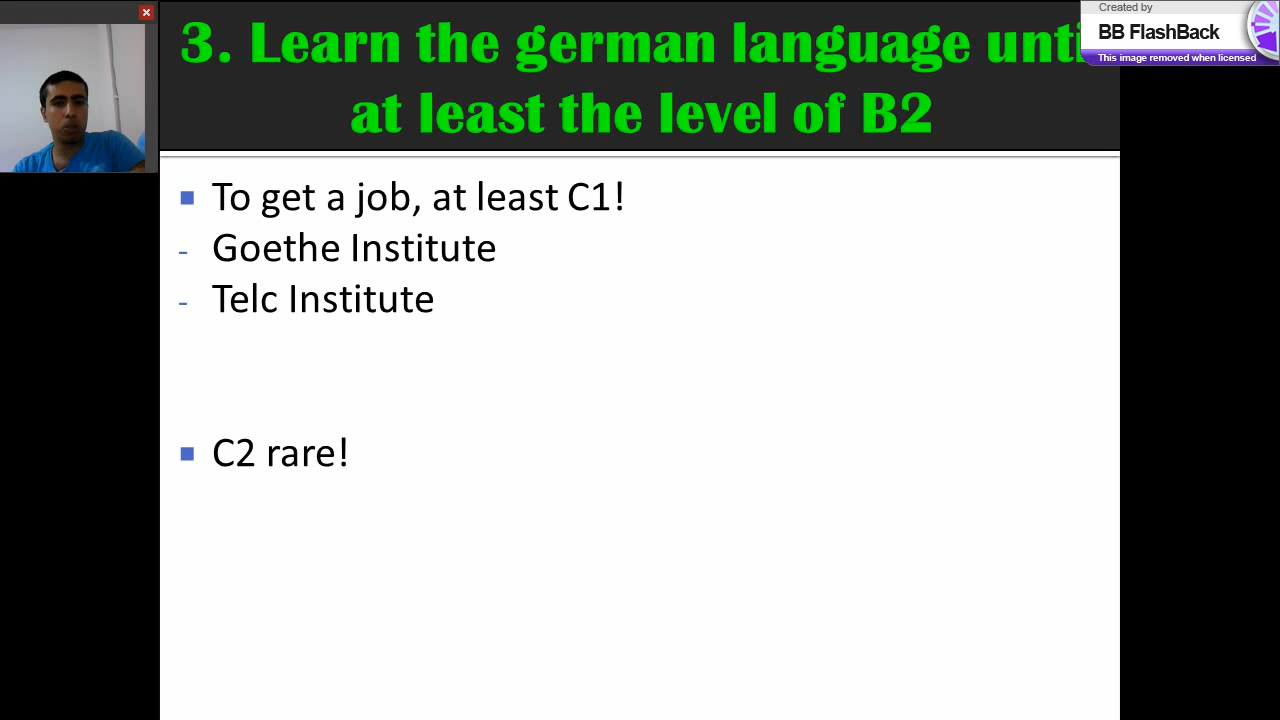 3. Learn the german language unti
at least the level of B2
Created by
BB FlashBack
This image removed when licensed
▪ To get a job, at least C1!
- Goethe Institute
- Telc Institute
▪ C2 rare!